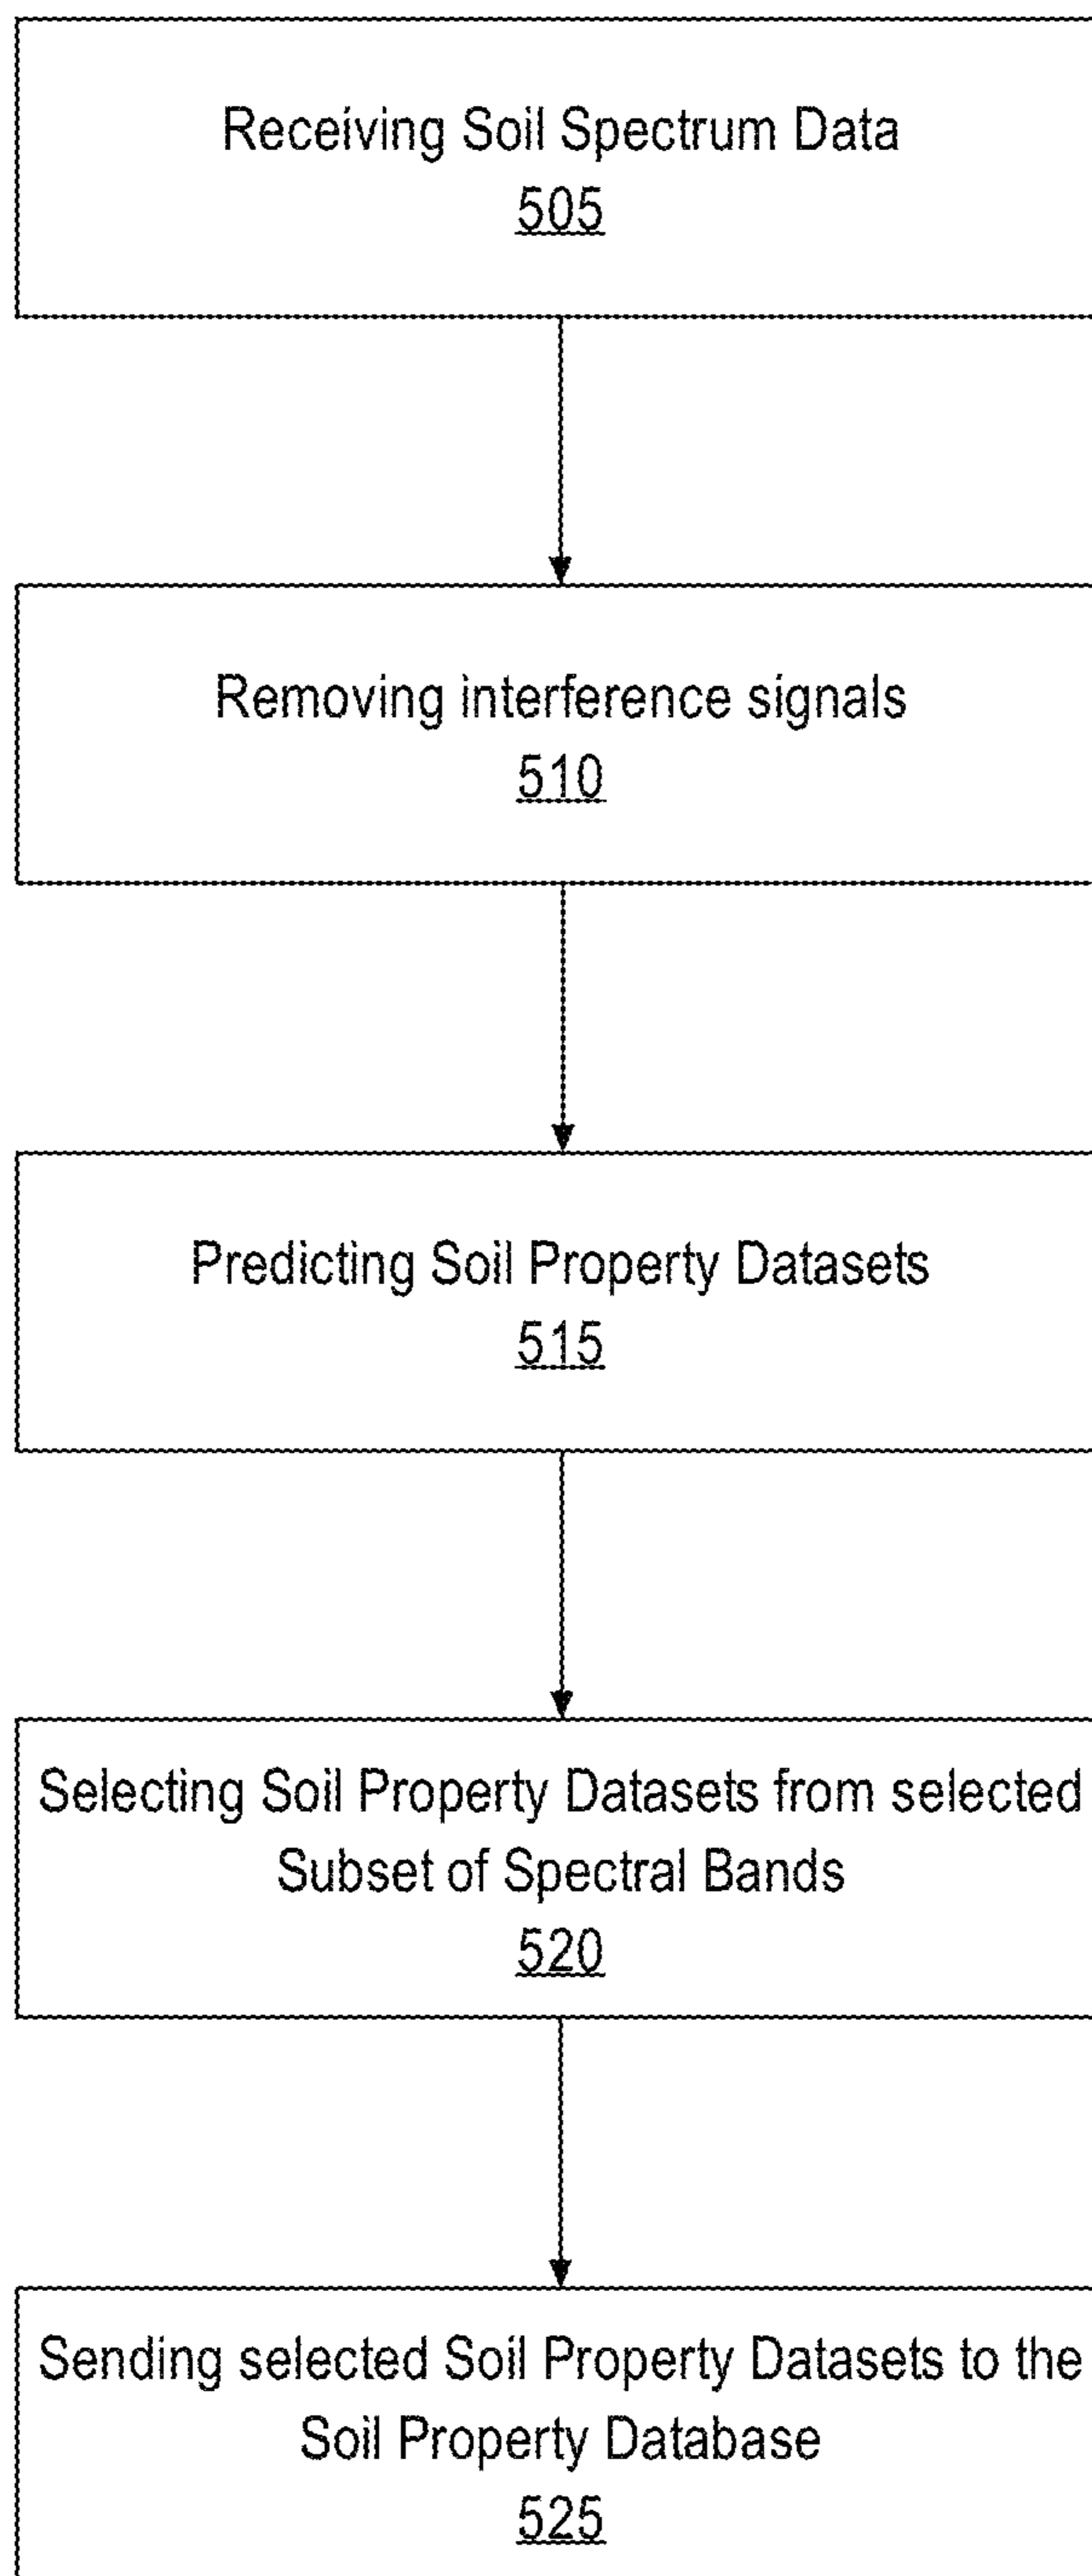 Receiving Soil Spectrum Data
505
Removing interference signals
510
Predicting Soil Property Datasets
515
Selecting Soil Property Datasets from selected
Subset of Spectral Bands
520
Sending selected Soil Property Datasets to the
Soil Property Database
525